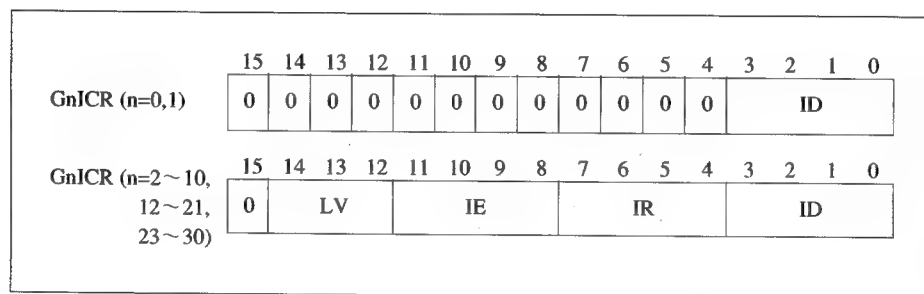 15 14 13 12 11 10 9 8 7 6 5 4 3 2 1 0
GnICR (n=0,1) 0 0 0 0 0 0 0 0 0 0 0 0 ID
15 14 13 12 11 10 9 8 7 6 5 4 3 2 1 0
GnICR (n=2~10, 0 LV IE IR ID
12~21,
23~30)